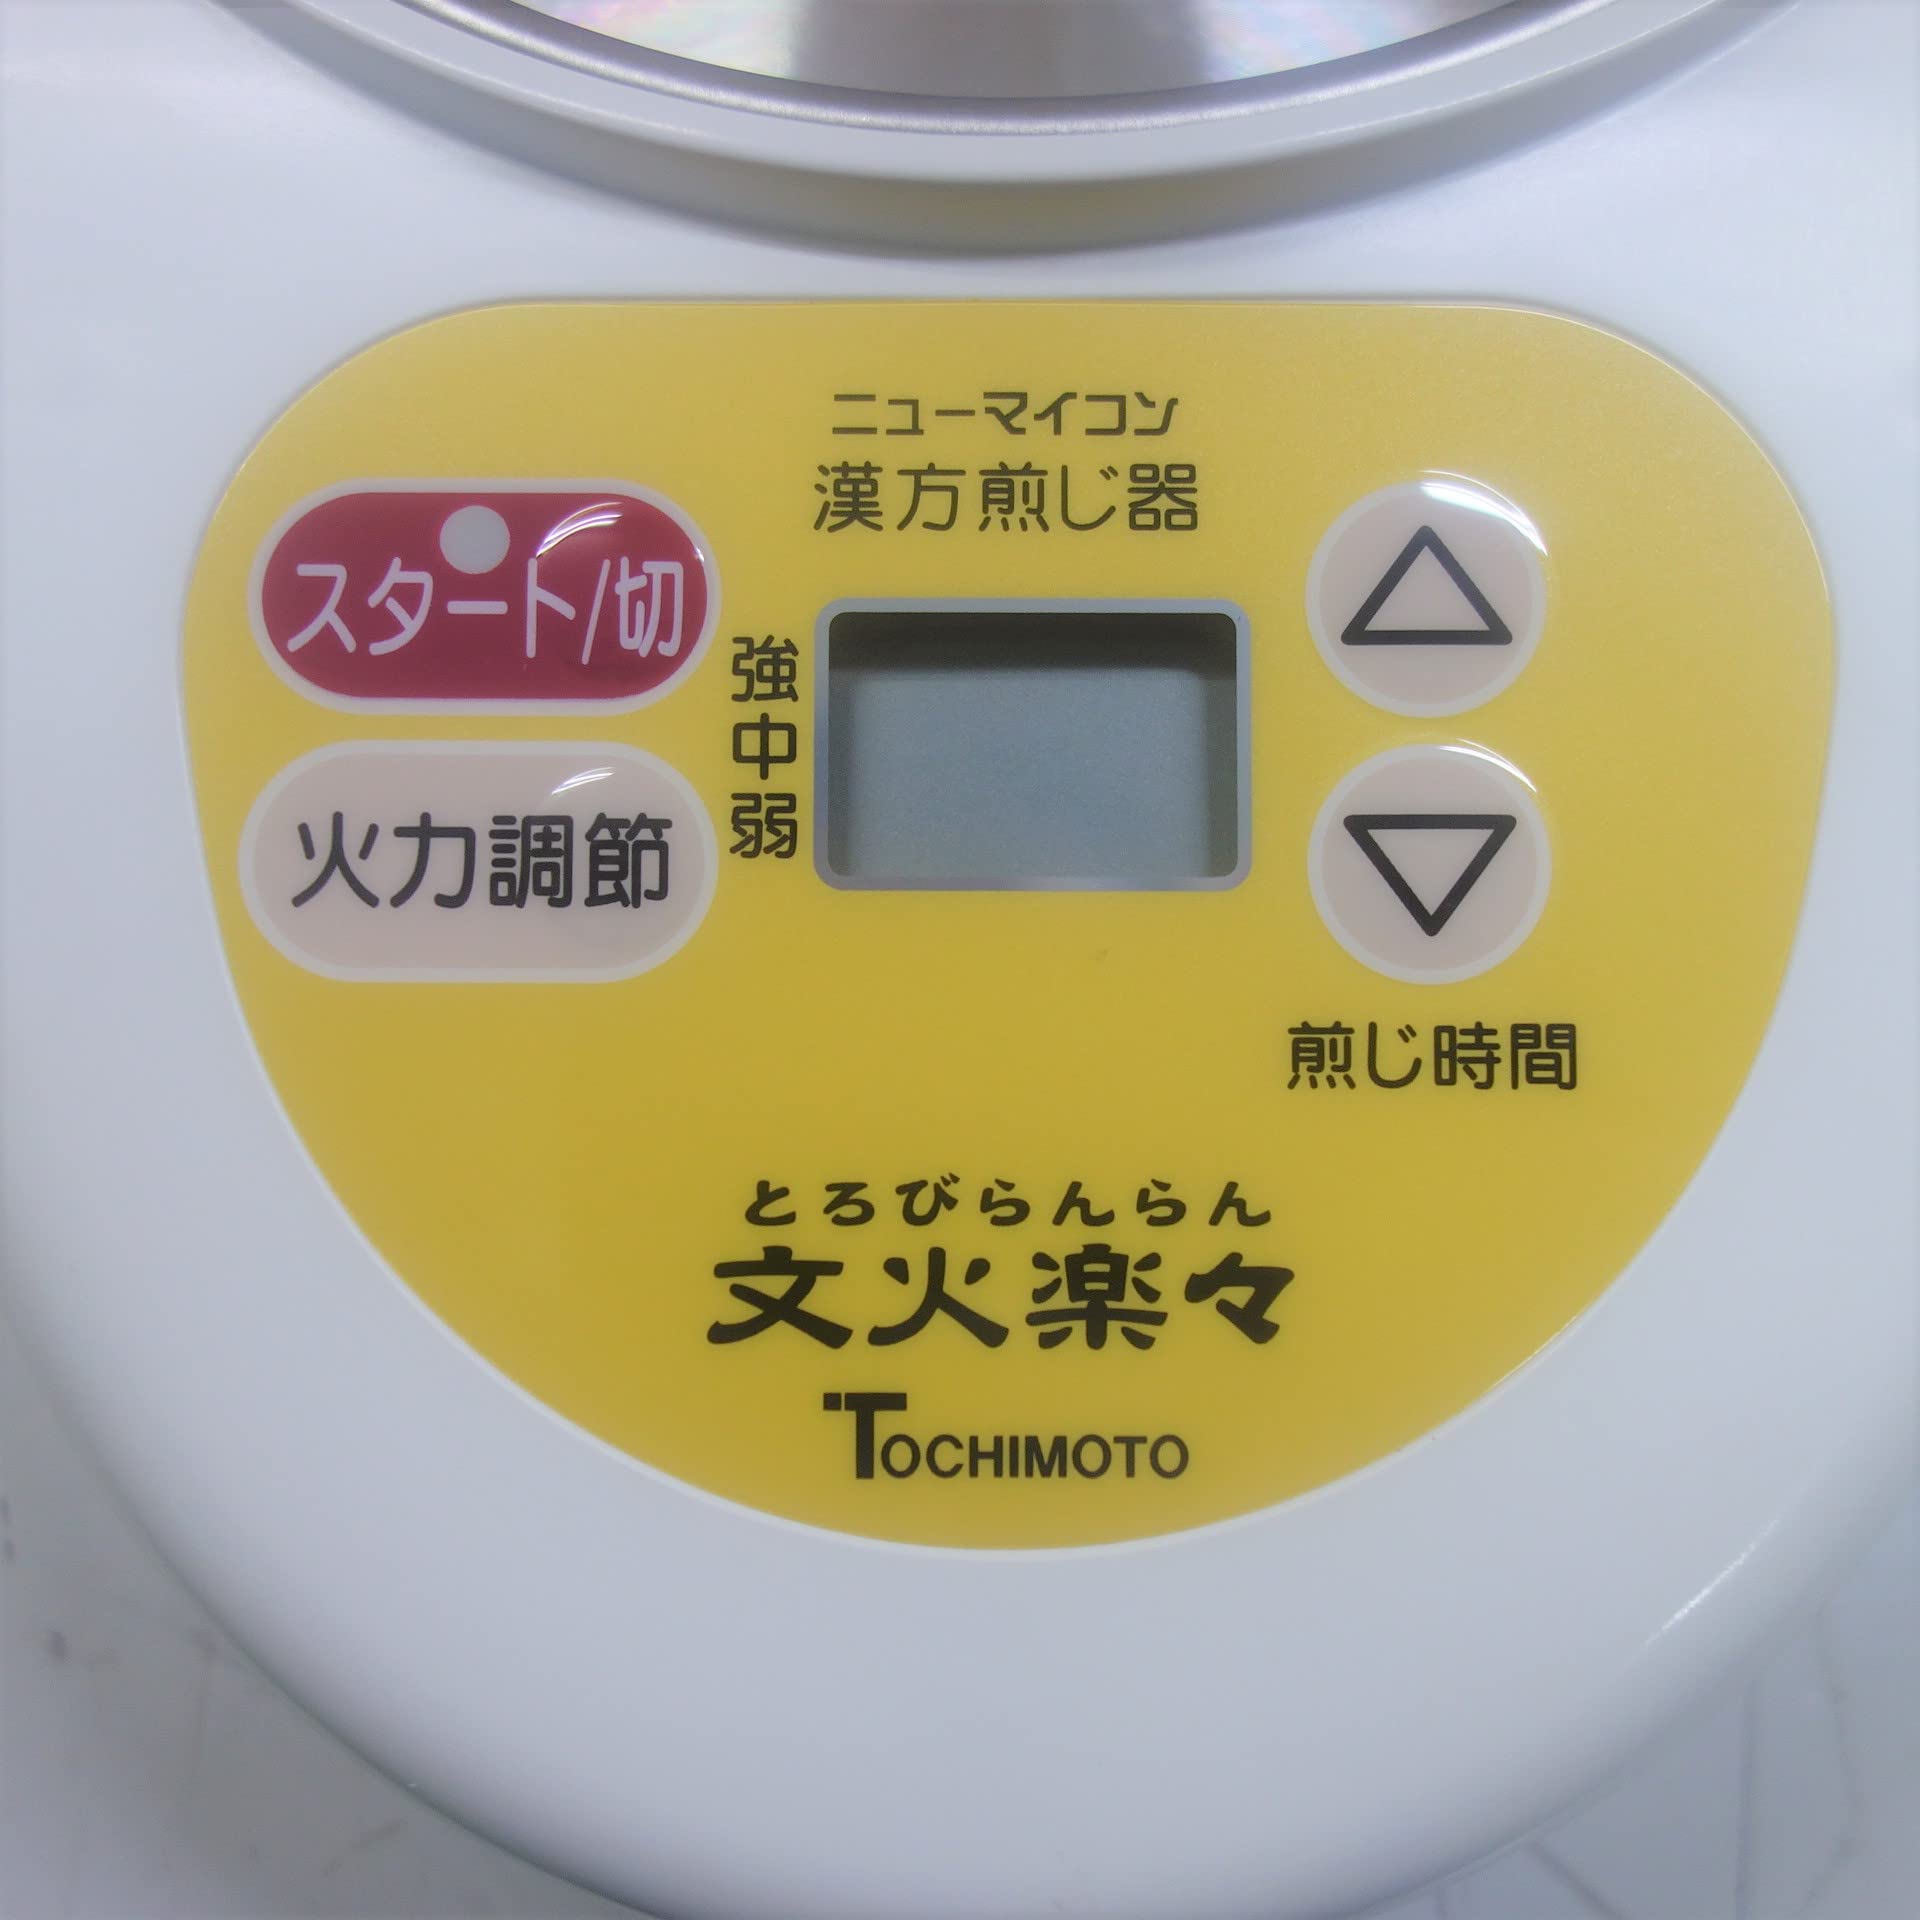 ニューマイコン
漢方煎じ器
スタート/切
火力調節
強
中
弱
煎じ時間
とろびらんらん
文火楽々
TOCHIMOTO